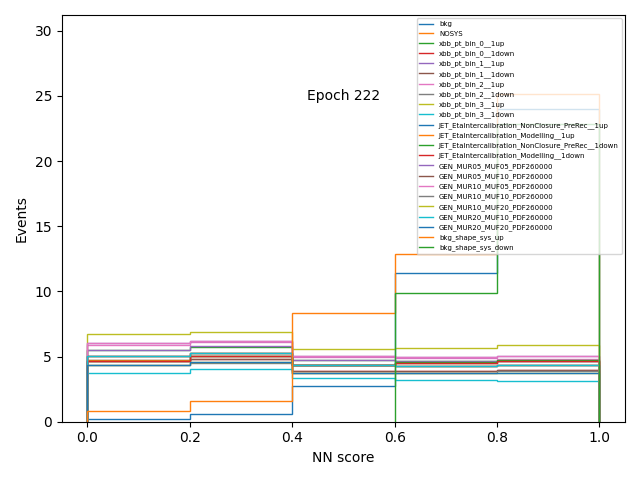 30
25
20
15
10
5
0
Events
Epoch 222
bkg
NOSYS
xbb_pt_bin_0__1up
xbb_pt_bin_0__1down
xbb_pt_bin_1__1up
xbb_pt_bin_1__1down
xbb_pt_bin_2__1up
xbb_pt_bin_2__1down
xbb_pt_bin_3__1up
xbb_pt_bin_3__1down
JET_EtaIntercalibration_NonClosure_PreRec__1up
JET_EtaIntercalibration_Modelling__1up
JET_EtaIntercalibration_NonClosure_PreRec__1down
JET_EtaIntercalibration_Modelling__1down
GEN_MUR05_MUF05_PDF260000
GEN_MUR05_MUF10_PDF260000
GEN_MUR10_MUF05_PDF260000
GEN_MUR10_MUF10_PDF260000
GEN_MUR10_MUF20_PDF260000
GEN_MUR20_MUF10_PDF260000
GEN_MUR20_MUF20_PDF260000
bkg_shape_sys_up
bkg_shape_sys_down
0.0 0.2 0.4 0.6 0.8 1.0
NN score